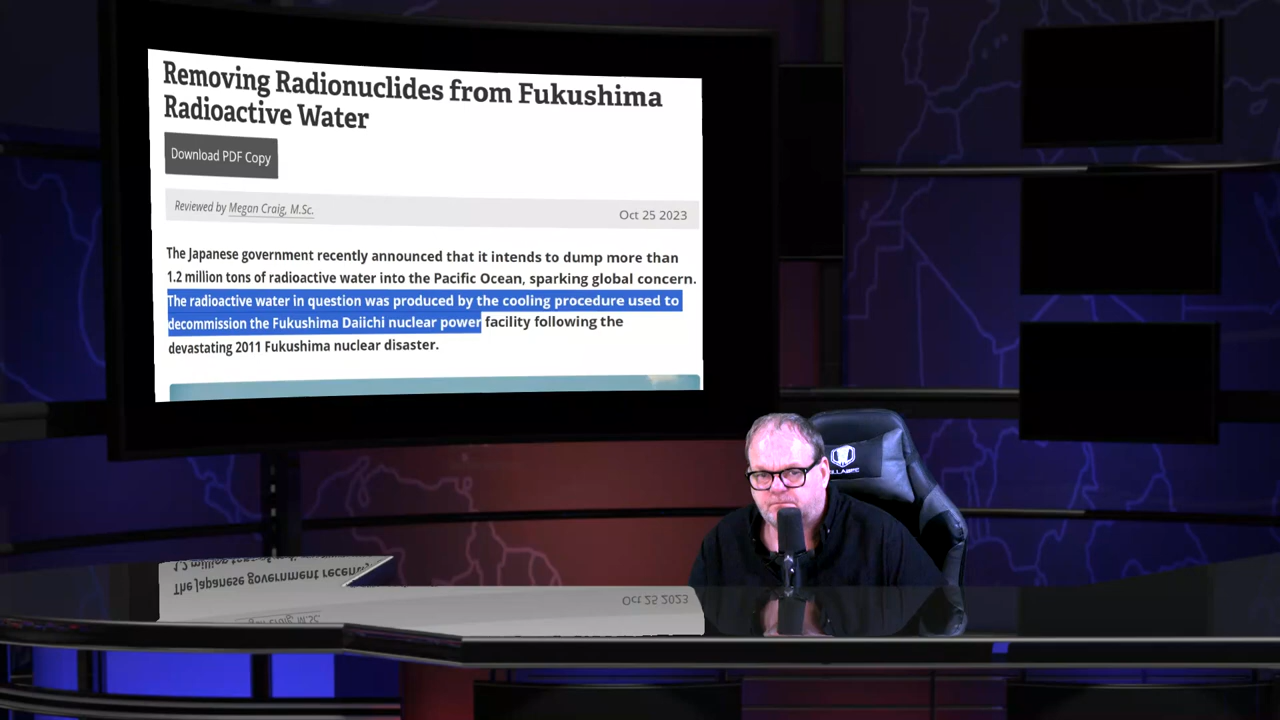 Removing Radionuclides from Fukushima
Radioactive Water
Download PDF Copy
Reviewed by Megan Craig, M.Sc.
Oct 25 2023
The Japanese government recently announced that it intends to dump more than
1.2 million tons of radioactive water into the Pacific Ocean, sparking global concern.
The radioactive water in question was produced by the cooling procedure used to
decommission the Fukushima Daiichi nuclear power facility following the
devastating 2011 Fukushima nuclear disaster.